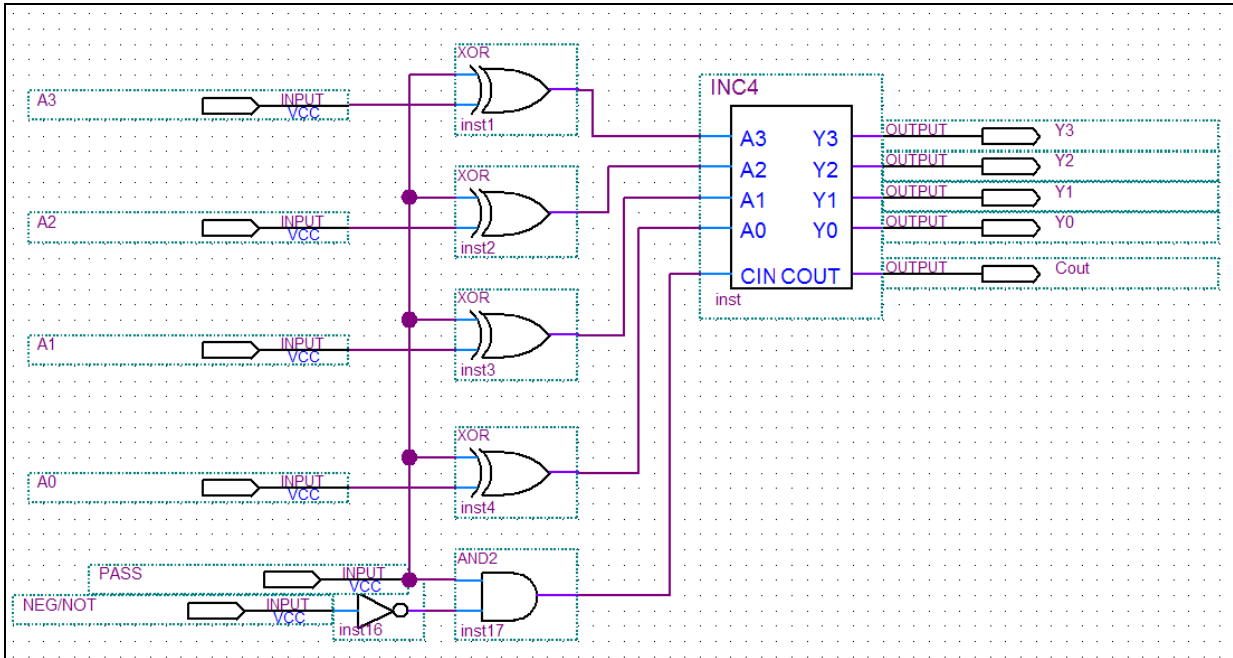 XOR
A3
INPUT
VCC
inst1
INC4
A3 Y3
A2 Y2
A1 Y1
A0 Y0
CIN COUT
inst
OUTPUT Y3
OUTPUT Y2
OUTPUT Y1
OUTPUT Y0
OUTPUT Cout
XOR
A2
INPUT
VCC
inst2
XOR
A1
INPUT
VCC
inst3
XOR
A0
INPUT
VCC
inst4
AND2
PASS
INPUT
VCC
NEG/NOT
INPUT
VCC
inst16
inst17